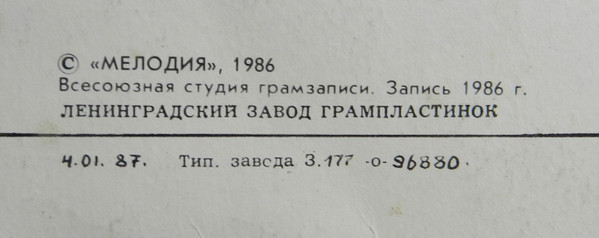 © «МЕЛОДИЯ», 1986
Всесоюзная студия грамзаписи. Запись 1986 г.
ЛЕНИНГРАДСКИЙ ЗАВОД ГРАМПЛАСТИНОК
4.01.87. Тип. завода З.177 -о-96880.